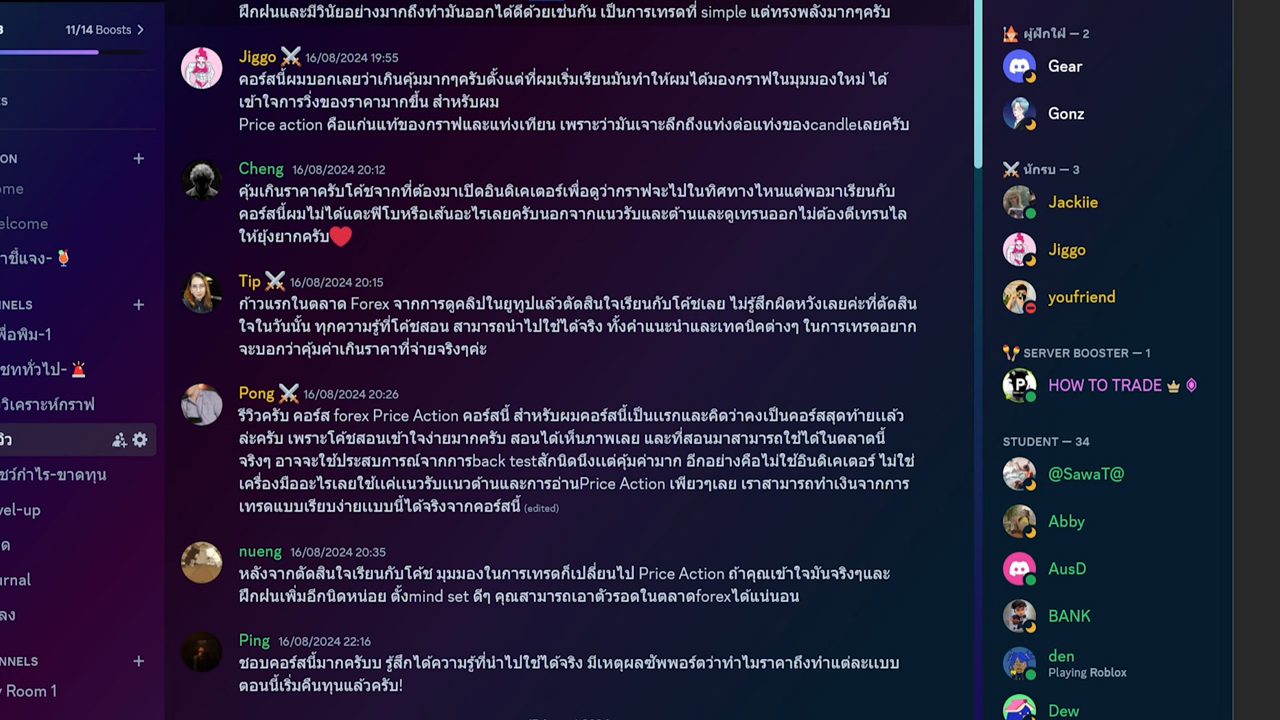 11/14 Boosts
ts
ON
ome
elcome
าชี้แจง-
NNELS
พื่อพิม-1
ชททั่วไป-
วิเคราะห์กราฟ
ชว์กำไร-ขาดทุน
vel-up
urnal
NNELS
y Room 1
ฝึกฝนและมีวินัยอย่างมากถึงทำมันออกได้ดีด้วยเช่นกัน เป็นการเทรดที่ simple แต่ทรงพลังมากๆครับ
Jiggo 16/08/2024 19:55
คอร์สนี้ผมบอกเลยว่าเกินคุ้มมากๆครับตั้งแต่ที่ผมเริ่มเรียนมันทำให้ผมได้มองกราฟในมุมมองใหม่ ได้
เข้าใจการวิ่งของราคามากขึ้น สำหรับผม
Price action คือแก่นแท้ของกราฟและแท่งเทียน เพราะว่ามันเจาะลึกถึงแท่งต่อแท่งของcandleเลยครับ
Cheng 16/08/2024 20:12
คุ้มเกินราคาครับโค้ชจากที่ต้องมาเปิดอินดิเคเตอร์เพื่อดูว่ากราฟจะไปในทิศทางไหนแต่พอมาเรียนกับ
คอร์สนี้ผมไม่ได้แตะฟิโบหรือเส้นอะไรเลยครับนอกจากแนวรับและต้านและดูเทรนออกไม่ต้องตีเทรนไล
ให้ยุ้งยากครับ❤️
Tip 16/08/2024 20:15
ก้าวแรกในตลาด Forex จากการดูคลิปในยูทูปแล้วตัดสินใจเรียนกับโค้ชเลย ไม่รู้สึกผิดหวังเลยค่ะที่ตัดสิน
ใจในวันนั้น ทุกความรู้ที่โค้ชสอน สามารถนำไปใช้ได้จริง ทั้งคำแนะนำและเทคนิคต่างๆ ในการเทรดอยาก
จะบอกว่าคุ้มค่าเกินราคาที่จ่ายจริงๆค่ะ
Pong 16/08/2024 20:26
รีวิวครับ คอร์ส forex Price Action คอร์สนี้ สำหรับผมคอร์สนี้เป็นแรกและคิดว่าคงเป็นคอร์สสุดท้ายแล้ว
ล่ะครับ เพราะโค้ชสอนเข้าใจง่ายมากครับ สอนได้เห็นภาพเลย และที่สอนมาสามารถใช้ได้ในตลาดนี้
จริงๆ อาจจะใช้ประสบการณ์จากการback testสักนิดนึงแต่คุ้มค่ามาก อีกอย่างคือไม่ใช้อินดิเคเตอร์ ไม่ใช่
เครื่องมืออะไรเลยใช้แค่แนวรับแนวต้านและการอ่านPrice Action เพียวๆเลย เราสามารถทำเงินจากการ
เทรดแบบเรียบง่ายแบบนี้ได้จริงจากคอร์สนี้ (edited)
nueng 16/08/2024 20:35
หลังจากตัดสินใจเรียนกับโค้ช มุมมองในการเทรดก็เปลี่ยนไป Price Action ถ้าคุณเข้าใจมันจริงๆและ
ฝึกฝนเพิ่มอีกนิดหน่อย ตั้งmind set ดีๆ คุณสามารถเอาตัวรอดในตลาดforexได้แน่นอน
Ping 16/08/2024 22:16
ชอบคอร์สนี้มากครับบ รู้สึกได้ความรู้ที่นำไปใช้ได้จริง มีเหตุผลซัพพอร์ตว่าทำไมราคาถึงทำแต่ละแบบ
ตอนนี้เริ่มคืนทุนแล้วครับ!
ผู้ฝึกใฝ่ — 2
Gear
Gonz
นักรบ — 3
Jackiie
Jiggo
youfriend
SERVER BOOSTER — 1
HOW TO TRADE
STUDENT — 34
@SawaT@
Abby
AusD
BANK
den
Playing Roblox
Dew